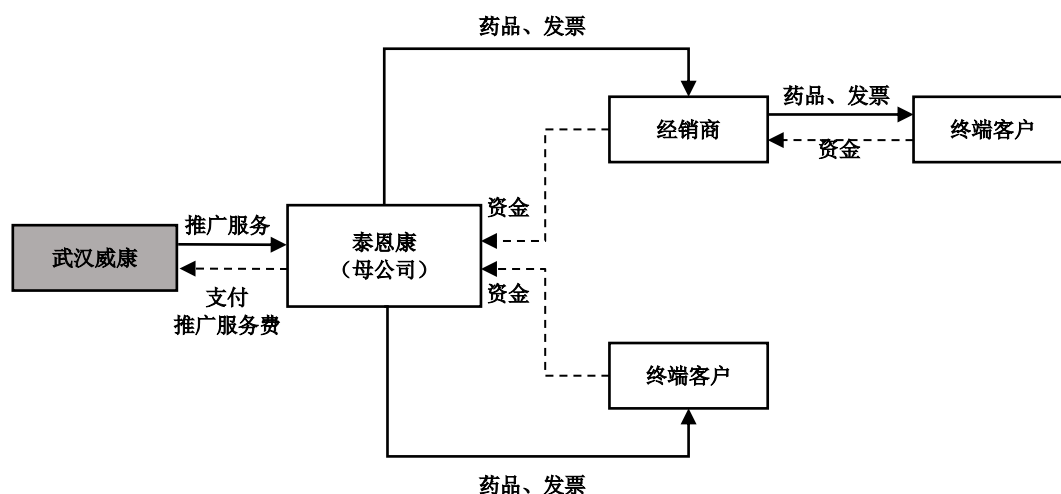 药品、发票
经销商
药品、发票
资金
终端客户
资金
武汉威康
推广服务
支付
推广服务费
泰恩康
（母公司）
资金
终端客户
药品、发票